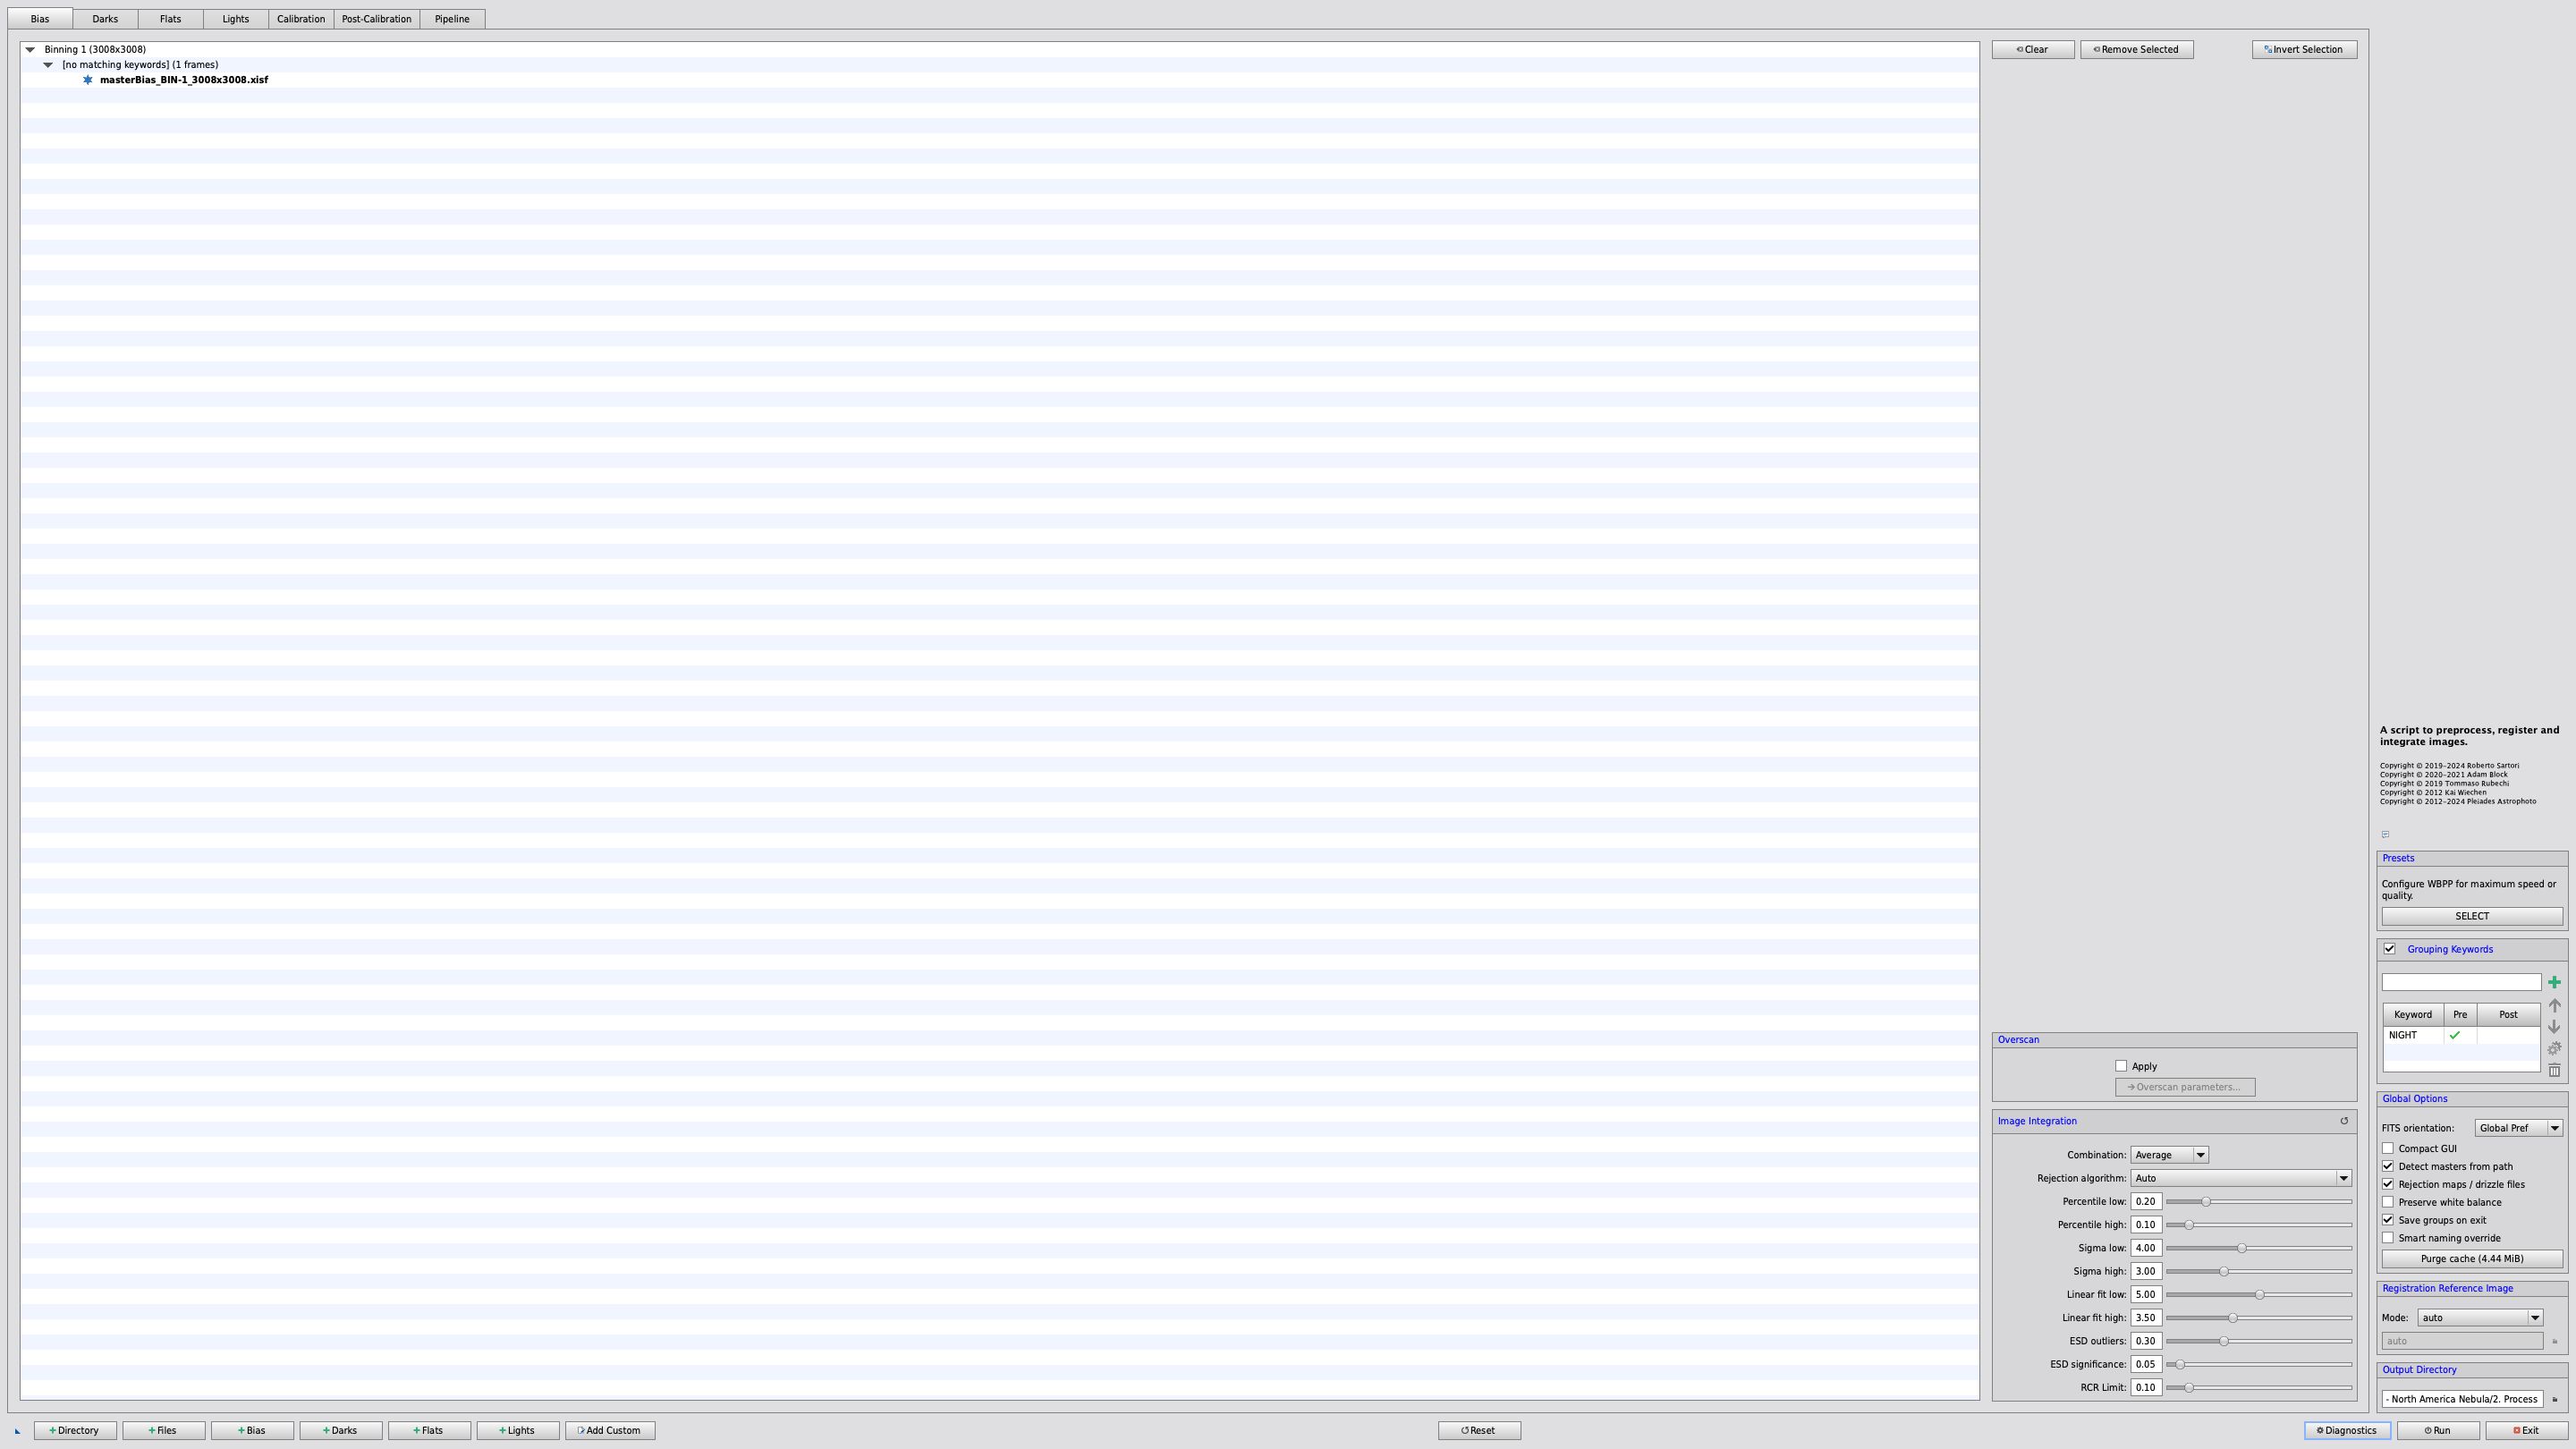 Bias Darks Flats Lights Calibration Post-Calibration Pipeline
Binning 1 (3008x3008)
[no matching keywords] (1 frames)
masterBias_BIN-1_3008x3008.xisf
Clear Remove Selected Invert Selection
Overscan
Apply
Overscan parameters...
Image Integration
Combination: Average
Rejection algorithm: Auto
Percentile low: 0.20
Percentile high: 0.10
Sigma low: 4.00
Sigma high: 3.00
Linear fit low: 5.00
Linear fit high: 3.50
ESD outliers: 0.30
ESD significance: 0.05
RCR Limit: 0.10
A script to preprocess, register and
integrate images.
Copyright © 2019-2024 Roberto Sartori
Copyright © 2020-2021 Adam Block
Copyright © 2019 Tommaso Rubechi
Copyright © 2012 Kai Wiechen
Copyright © 2012-2024 Pleiades Astrophoto
Presets
Configure WBPP for maximum speed or
quality.
SELECT
Grouping Keywords
Keyword Pre Post
NIGHT
Global Options
FITS orientation: Global Pref
Compact GUI
Detect masters from path
Rejection maps / drizzle files
Preserve white balance
Save groups on exit
Smart naming override
Purge cache (4.44 MiB)
Registration Reference Image
Mode: auto
auto
Output Directory
- North America Nebula/2. Process
Directory Files Bias Darks Flats Lights Add Custom Reset Diagnostics Run Exit